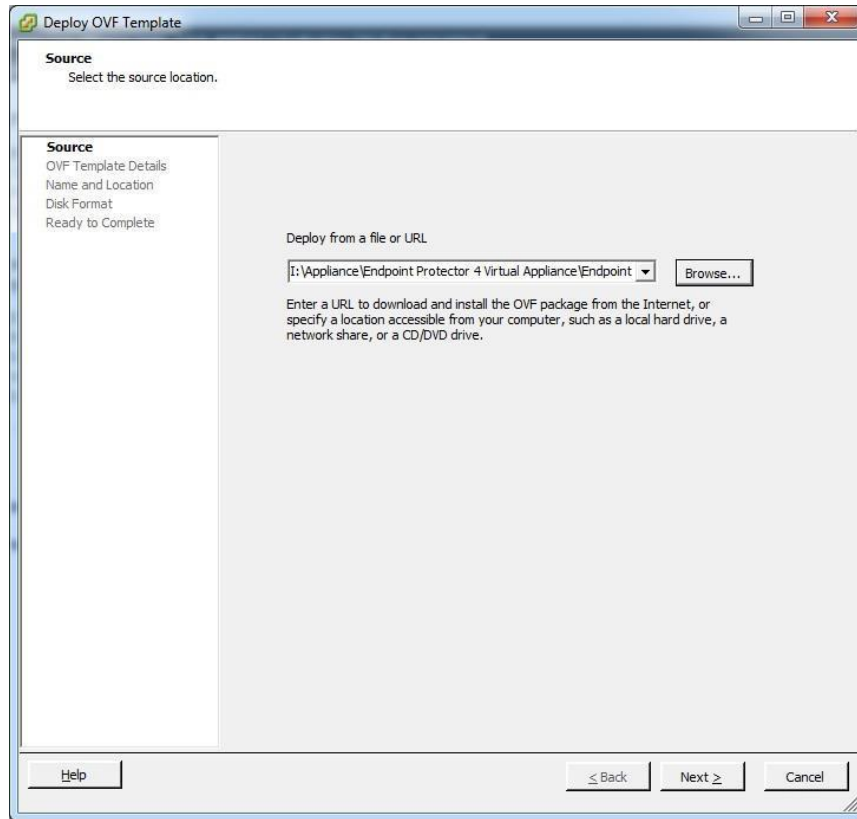 Deploy OVF Template
Source
Select the source location.
Source
OVF Template Details
Name and Location
Disk Format
Ready to Complete
Deploy from a file or URL
I:\Appliance\Endpoint Protector 4 Virtual Appliance\Endpoint
Browse...
Enter a URL to download and install the OVF package from the Internet, or
specify a location accessible from your computer, such as a local hard drive, a
network share, or a CD/DVD drive.
Help
< Back
Next >
Cancel